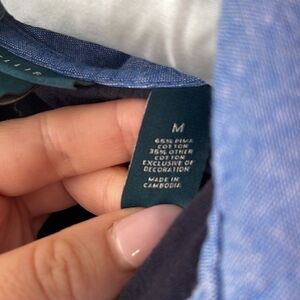 M
65% PIMA
COTTON
35% OTHER
COTTON
EXCLUSIVE OF
DECORATION
MADE IN
CAMBODIA